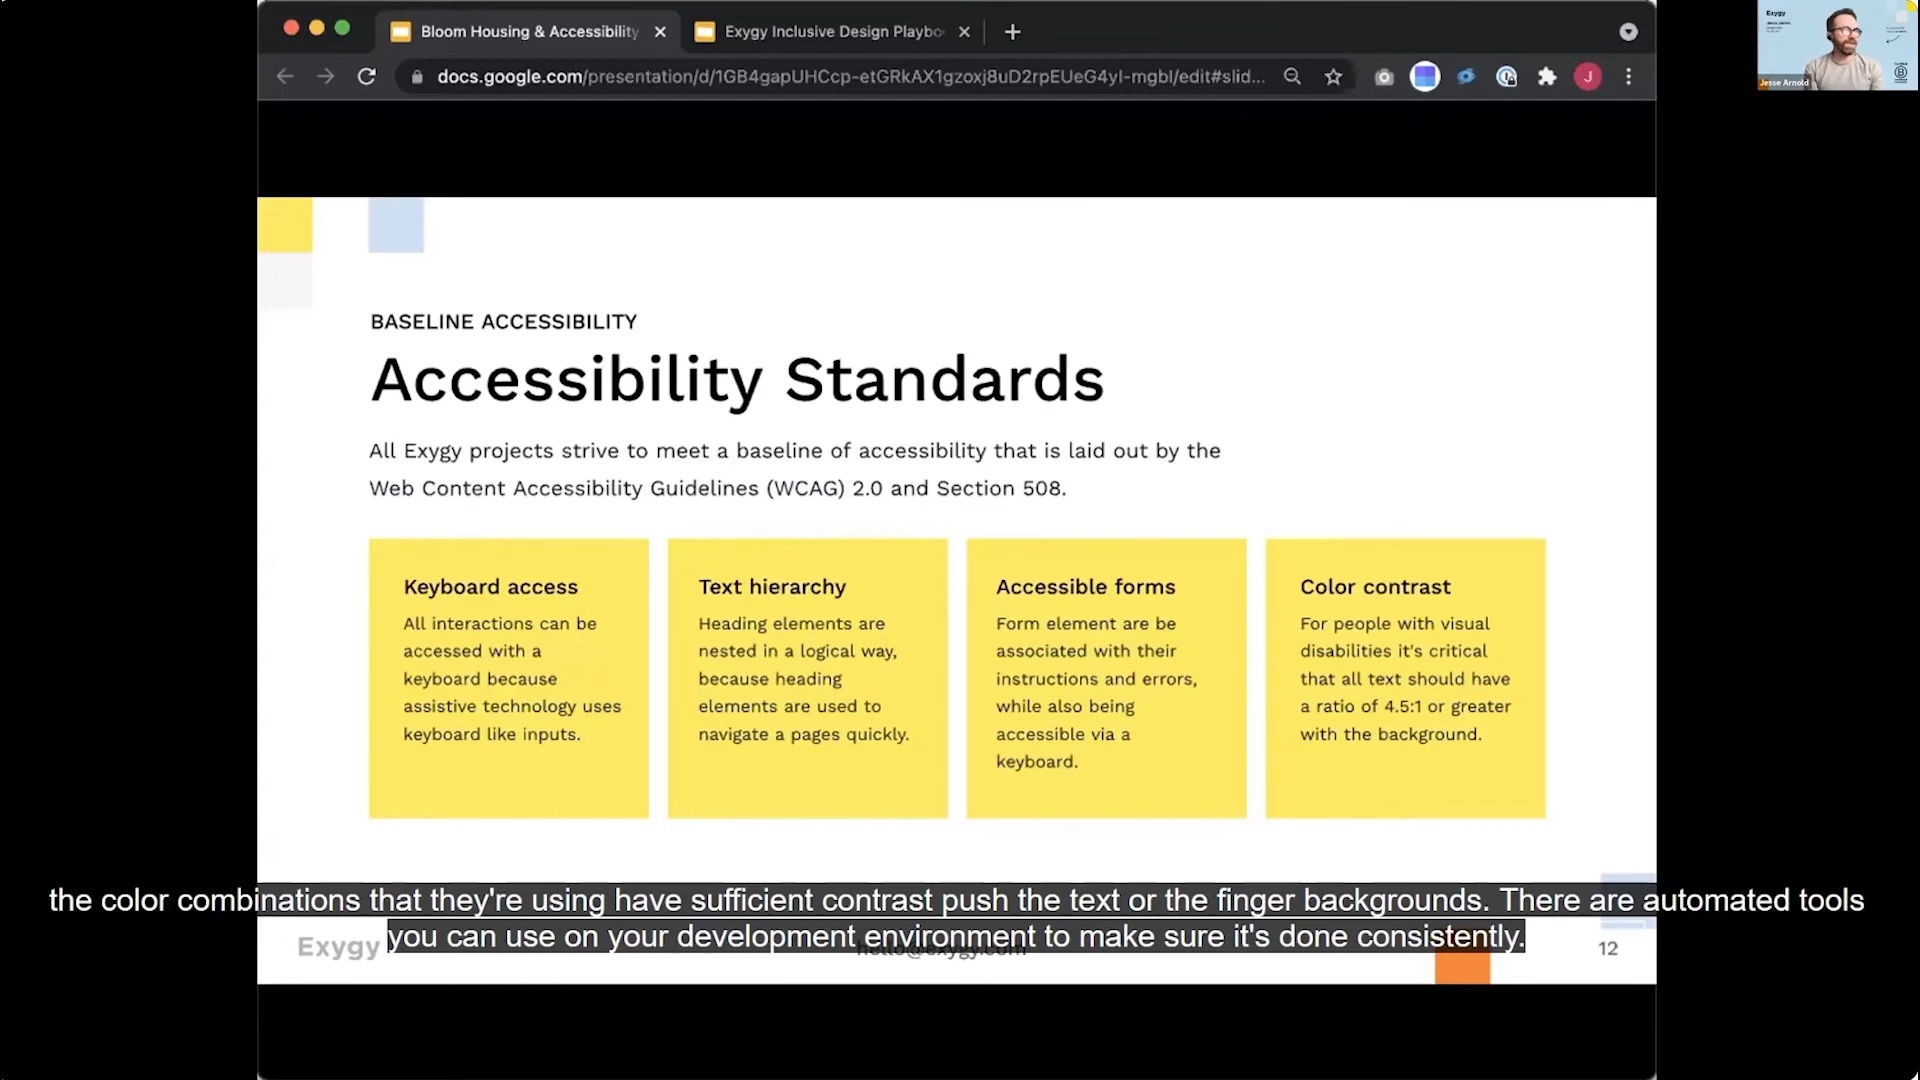 Bloom Housing & Accessibility
Exygy Inclusive Design Playbo
docs.google.com/presentation/d/1GB4gapUHCcp-etGRkAX1gzoxj8uD2rpEUeG4yl-mgbl/edit#slid...
J
Exygy
Jesse Arnold
BASELINE ACCESSIBILITY
Accessibility Standards
All Exygy projects strive to meet a baseline of accessibility that is laid out by the
Web Content Accessibility Guidelines (WCAG) 2.0 and Section 508.
Keyboard access
All interactions can be
accessed with a
keyboard because
assistive technology uses
keyboard like inputs.
Text hierarchy
Heading elements are
nested in a logical way,
because heading
elements are used to
navigate a pages quickly.
Accessible forms
Form element are be
associated with their
instructions and errors,
while also being
accessible via a
keyboard.
Color contrast
For people with visual
disabilities it's critical
that all text should have
a ratio of 4.5:1 or greater
with the background.
the color combinations that they're using have sufficient contrast push the text or the finger backgrounds. There are automated tools
you can use on your development environment to make sure it's done consistently.
Exygy
hello@exygy.com
12